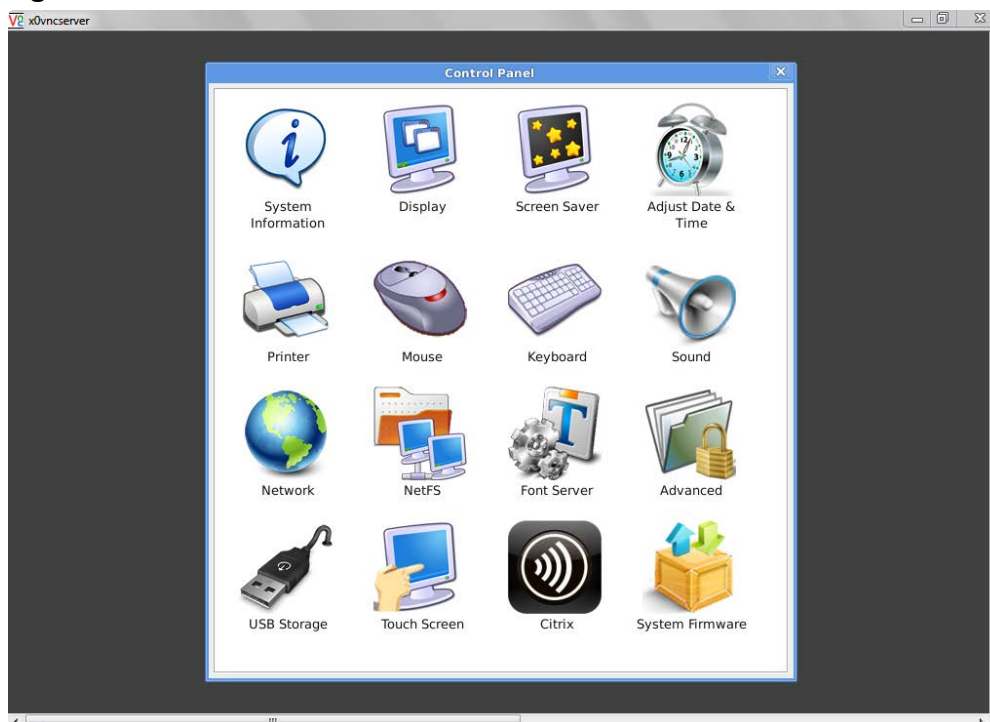 x0vncserver
Control Panel
System
Information
Display
Screen Saver
Adjust Date &
Time
Printer
Mouse
Keyboard
Sound
Network
NetFS
Font Server
Advanced
USB Storage
Touch Screen
Citrix
System Firmware